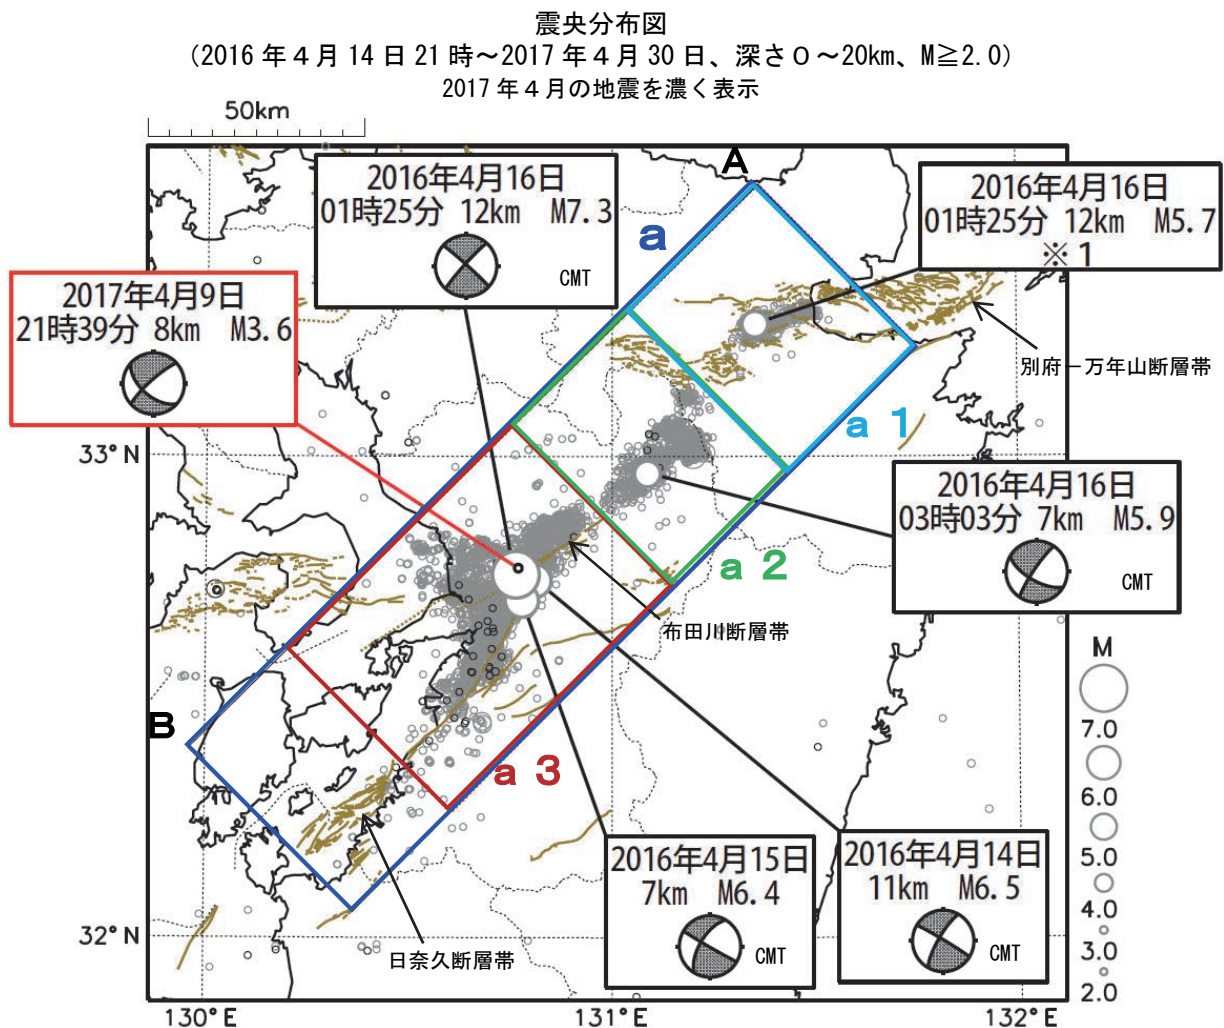 震央分布図
(2016年4月14日21時～2017年4月30日、深さ0～20km、M≧2.0)
2017年4月の地震を濃く表示
50km
A
2016年4月16日
01時25分 12km M7.3
CMT
2016年4月16日
01時25分 12km M5.7
※1
a
2017年4月9日
21時39分 8km M3.6
別府－万年山断層帯
a1
33°N
2016年4月16日
03時03分 7km M5.9
CMT
a2
布田川断層帯
B
a3
M
7.0
6.0
5.0
4.0
3.0
2.0
2016年4月15日
7km M6.4
CMT
2016年4月14日
11km M6.5
CMT
32°N
日奈久断層帯
130°E
131°E
132°E